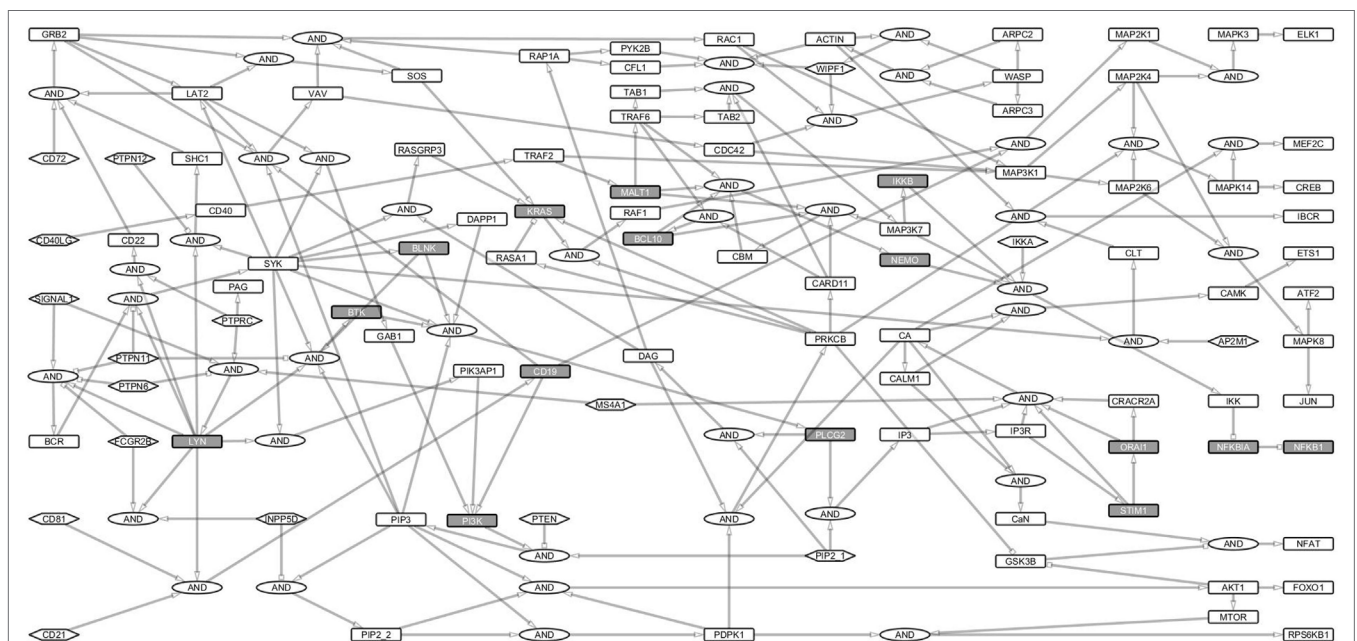 GRB2 AND RAC1 ACTIN AND ARPC2 MAP2K1 MAPK3 ELK1
AND RAP1A PYK2B
SOS CFL1 AND WIPF1 AND WASP MAP2K4 AND
AND LAT2 VAV TAB1 AND ARPC3
TRAF6 TAB2 AND
CD72 PTPN12 SHC1 AND AND RASGRP3 TRAF2 CDC42 AND AND AND MEF2C
MAP3K1
MALT1 AND IKKB MAP2K6 MAPK14 CREB
CD40 AND DAPP1 KRAS RAF1 AND AND AND IBCR
CD40LG CD22 AND BLNK BCL10 MAP3K7 IKKA
SYK RASA1 AND CBM NEMO CLT AND ETS1
AND
SIGNAL1 AND PAG CARD11 AND CAMK ATF2
BTK AND
PTPRC GAB1 AND PRKCB CA AND AP2M1 MAPK8
PTPN11 AND DAG
AND PTPN6 AND PIK3AP1 CD19 CALM1
MS4A1 AND CRACR2A IKK JUN
BCR FCGR2B LYN AND AND PLCG2 IP3 IP3R ORAI1 NFKBIA NFKB1
AND
CD81 AND INPP5D PIP3 PI3K PTEN AND AND CaN STIM1
AND PIP2_1 GSK3B AND NFAT
AND AND AND AKT1 FOXO1
MTOR
CD21 PIP2_2 AND PDPK1 AND RPS6KB1